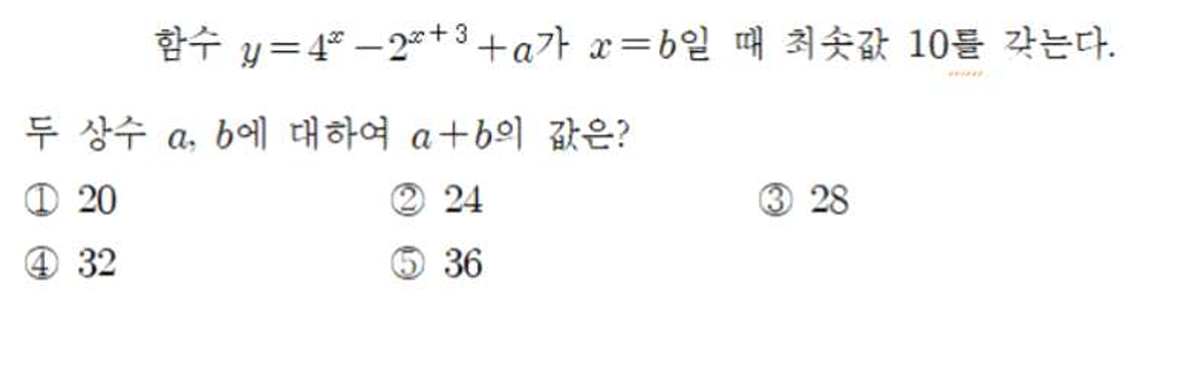 함수 y=4^x-2^{x+3}+a가 x=b일 때 최솟값 10를 갖는다.
두 상수 a, b에 대하여 a+b의 값은?
① 20 ② 24 ③ 28
④ 32 ⑤ 36